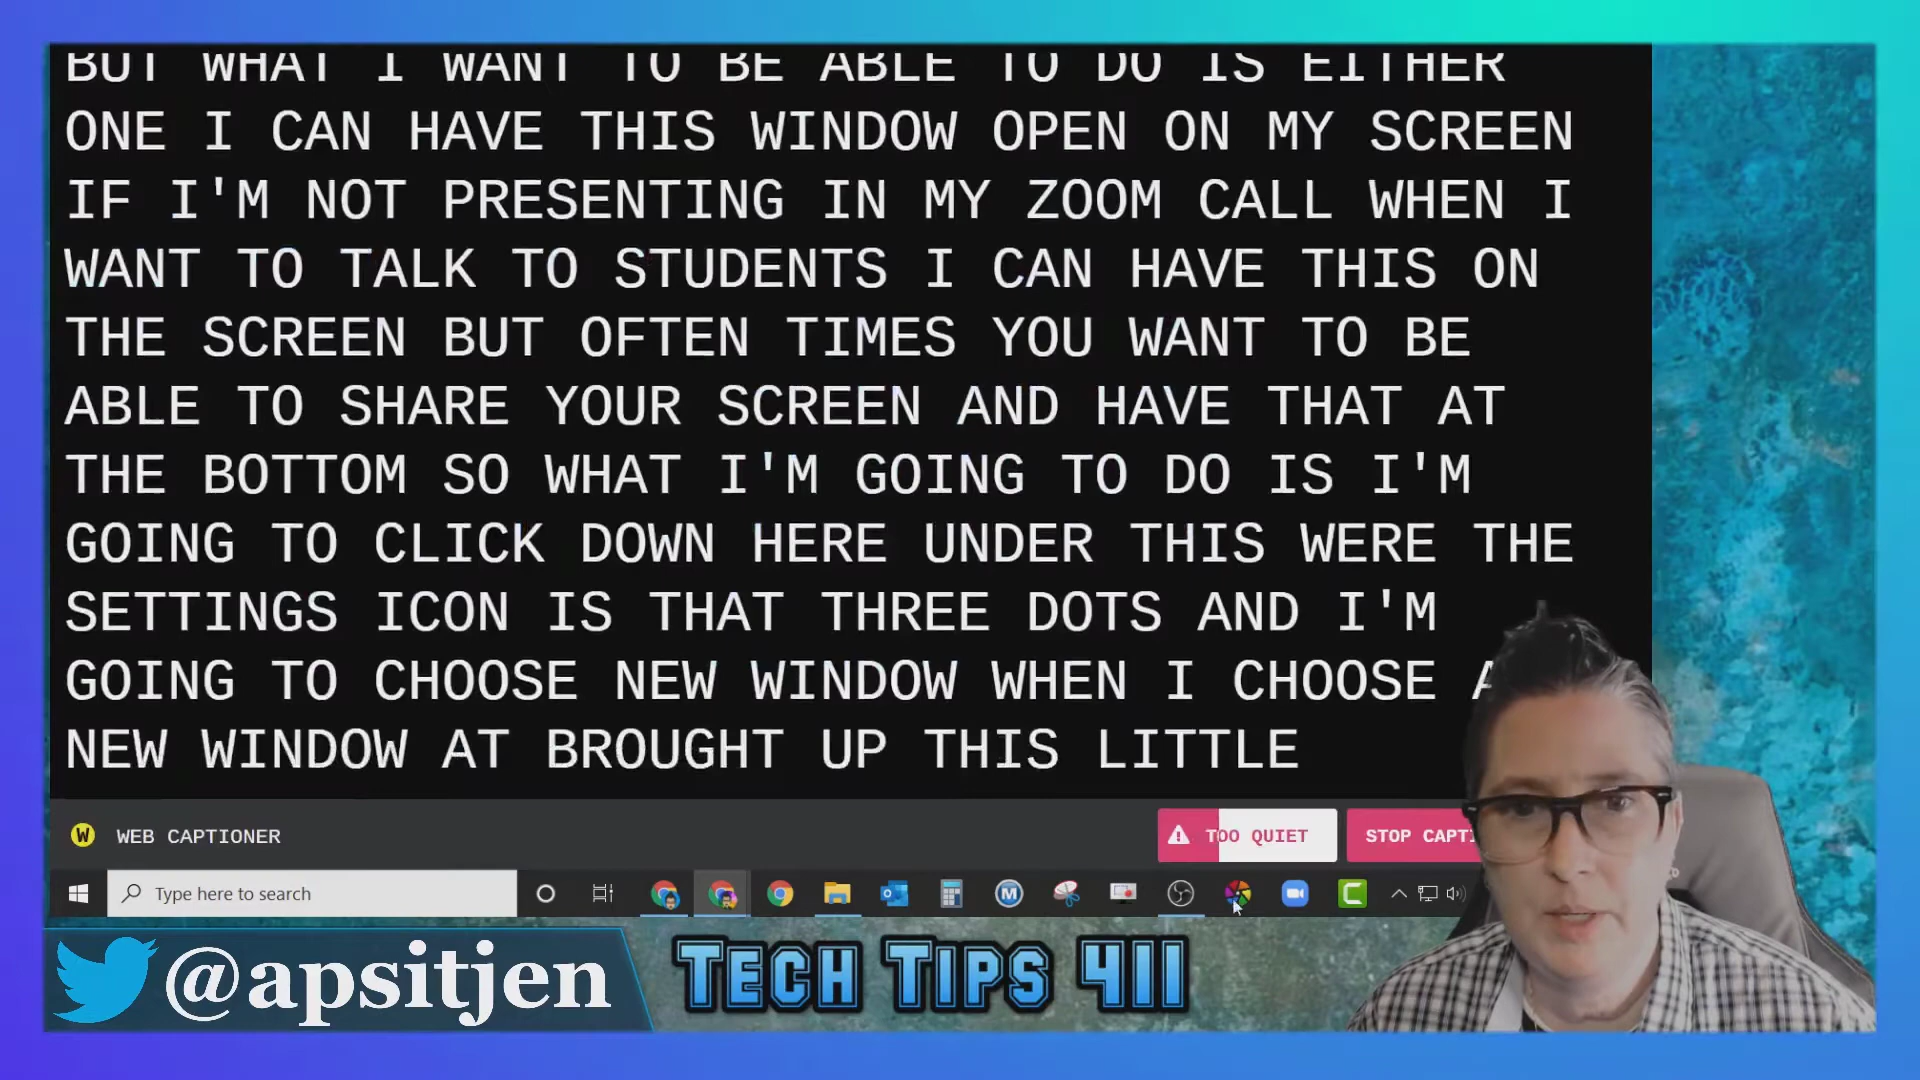 BUT WHAT I WANT TO BE ABLE TO DO IS EITHER
ONE I CAN HAVE THIS WINDOW OPEN ON MY SCREEN
IF I'M NOT PRESENTING IN MY ZOOM CALL WHEN I
WANT TO TALK TO STUDENTS I CAN HAVE THIS ON
THE SCREEN BUT OFTEN TIMES YOU WANT TO BE
ABLE TO SHARE YOUR SCREEN AND HAVE THAT AT
THE BOTTOM SO WHAT I'M GOING TO DO IS I'M
GOING TO CLICK DOWN HERE UNDER THIS WERE THE
SETTINGS ICON IS THAT THREE DOTS AND I'M
GOING TO CHOOSE NEW WINDOW WHEN I CHOOSE A
NEW WINDOW AT BROUGHT UP THIS LITTLE
W WEB CAPTIONER
TOO QUIET
STOP CAPTI
Type here to search
@apsitjen
TECH TIPS 411